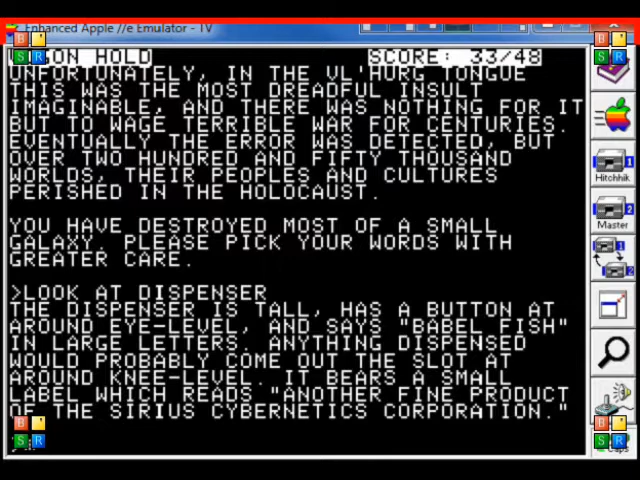 Enhanced Apple //e Emulator - TV
HOLD SCORE: 33/48
UNFORTUNATELY, IN THE VL'HURG TONGUE
THIS WAS THE MOST DREADFUL INSULT
IMAGINABLE, AND THERE WAS NOTHING FOR IT
BUT TO WAGE TERRIBLE WAR FOR CENTURIES.
EVENTUALLY THE ERROR WAS DETECTED, BUT
OVER TWO HUNDRED AND FIFTY THOUSAND
WORLDS, THEIR PEOPLES AND CULTURES
PERISHED IN THE HOLOCAUST.
YOU HAVE DESTROYED MOST OF A SMALL
GALAXY. PLEASE PICK YOUR WORDS WITH
GREATER CARE.
>LOOK AT DISPENSER
THE DISPENSER IS TALL, HAS A BUTTON AT
AROUND EYE-LEVEL, AND SAYS "BABEL FISH"
IN LARGE LETTERS. ANYTHING DISPENSED
WOULD PROBABLY COME OUT THE SLOT AT
AROUND KNEE-LEVEL. IT BEARS A SMALL
LABEL WHICH READS "ANOTHER FINE PRODUCT
OF THE SIRIUS CYBERNETICS CORPORATION."
Hitchhik
Master
B
S R
B
S R
B
S R
B
S R